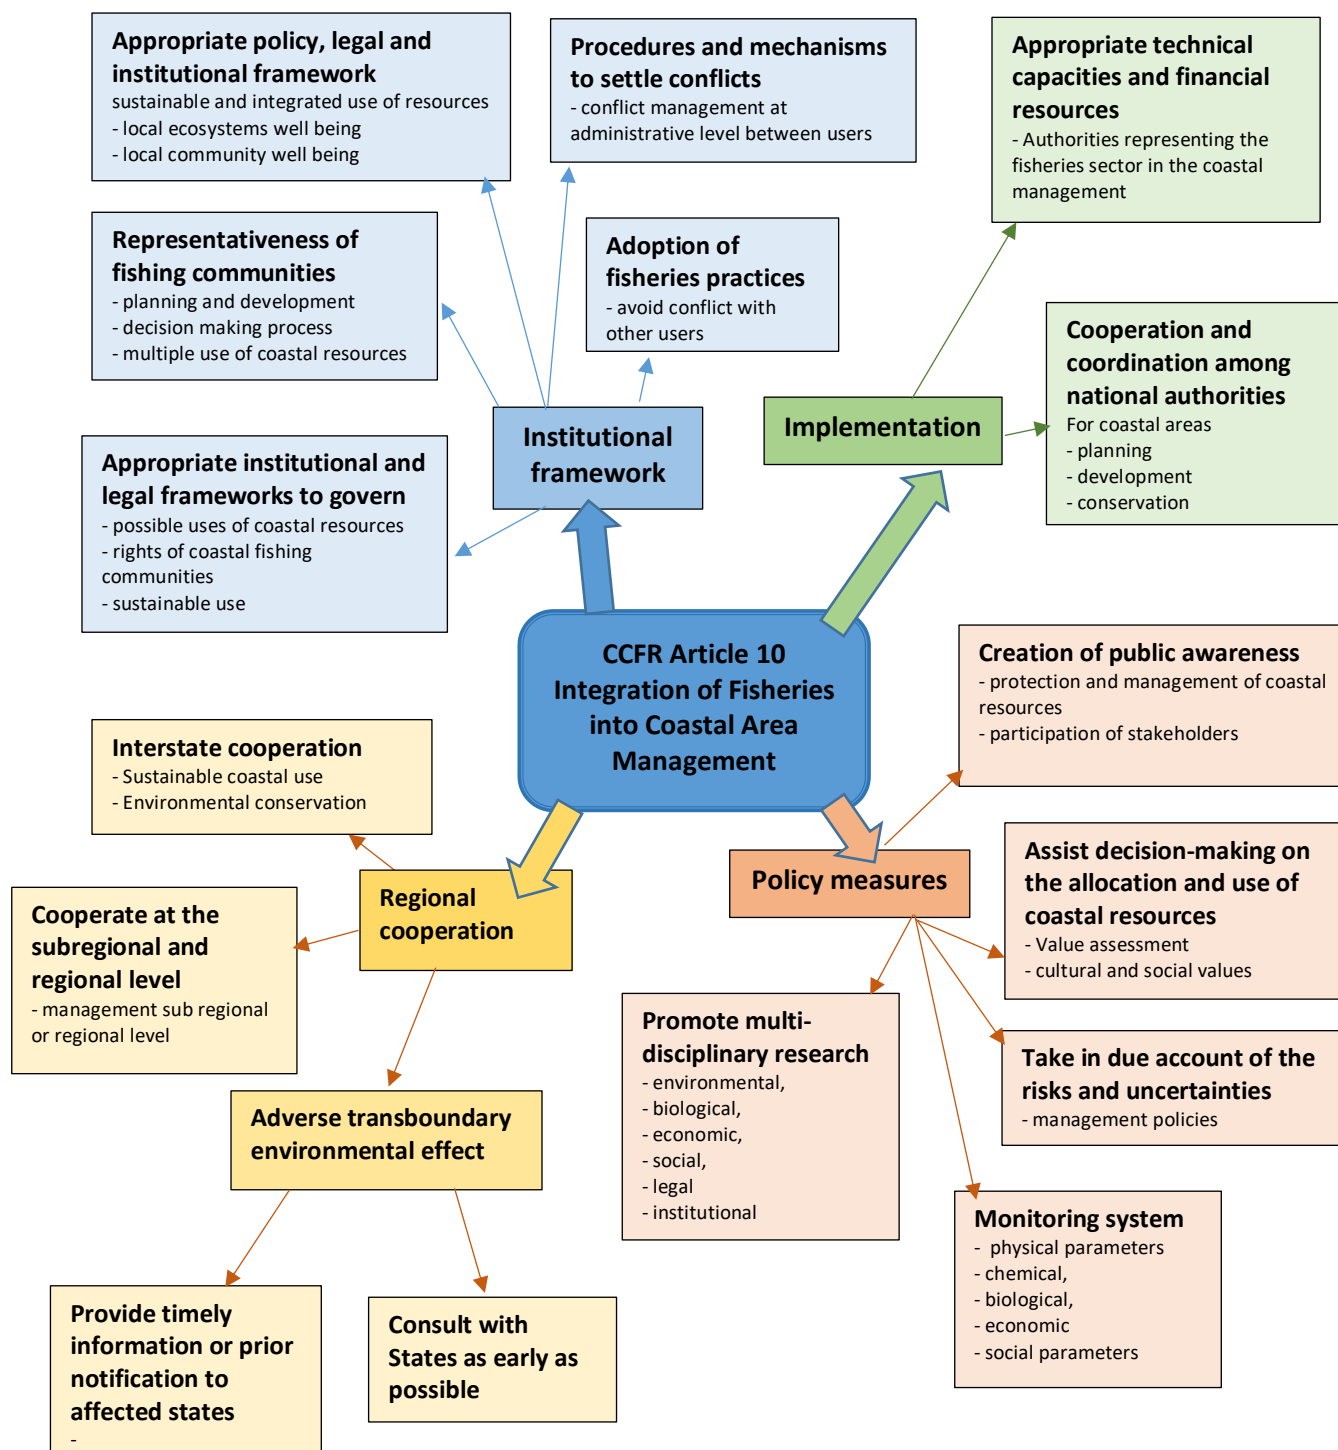 Appropriate policy, legal and
institutional framework
sustainable and integrated use of resources
- local ecosystems well being
- local community well being
Procedures and mechanisms
to settle conflicts
- conflict management at
administrative level between users
Appropriate technical
capacities and financial
resources
- Authorities representing the
fisheries sector in the coastal
management
Representativeness of
fishing communities
- planning and development
- decision making process
- multiple use of coastal resources
Adoption of
fisheries practices
- avoid conflict with
other users
Cooperation and
coordination among
national authorities
For coastal areas
- planning
- development
- conservation
Institutional
framework
Implementation
Appropriate institutional and
legal frameworks to govern
- possible uses of coastal resources
- rights of coastal fishing
communities
- sustainable use
CCFR Article 10
Integration of Fisheries
into Coastal Area
Management
Creation of public awareness
- protection and management of coastal
resources
- participation of stakeholders
Interstate cooperation
- Sustainable coastal use
- Environmental conservation
Policy measures
Assist decision-making on
the allocation and use of
coastal resources
- Value assessment
- cultural and social values
Regional
cooperation
Cooperate at the
subregional and
regional level
- management sub regional
or regional level
Promote multi-
disciplinary research
- environmental,
- biological,
- economic,
- social,
- legal
- institutional
Take in due account of the
risks and uncertainties
- management policies
Adverse transboundary
environmental effect
Monitoring system
-  physical parameters
- chemical,
- biological,
- economic
- social parameters
Provide timely
information or prior
notification to
affected states
-
Consult with
States as early as
possible